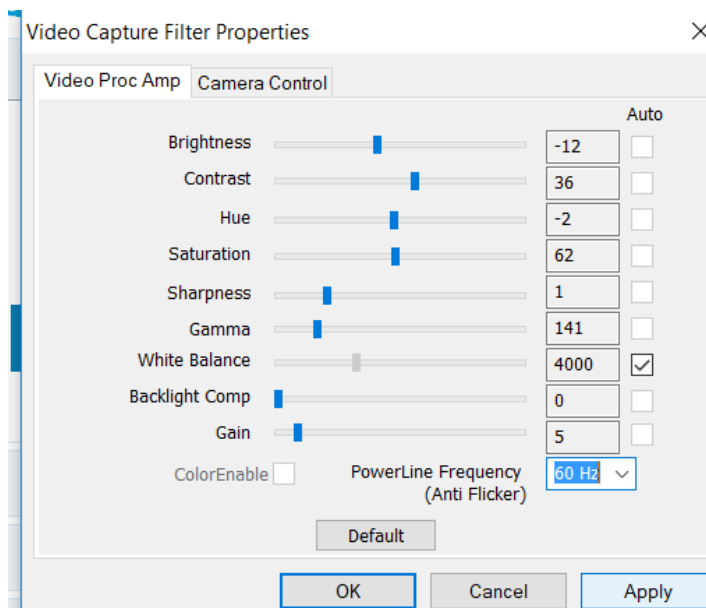 Video Capture Filter Properties
Video Proc Amp Camera Control
Auto
Brightness -12
Contrast 36
Hue -2
Saturation 62
Sharpness 1
Gamma 141
White Balance 4000
Backlight Comp 0
Gain 5
ColorEnable PowerLine Frequency 60 Hz
(Anti Flicker)
Default
OK Cancel Apply